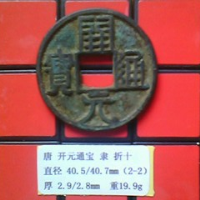 開元通寳
唐 开元通宝 隶 折十
直径 40.5/40.7mm (2-2)
厚 2.9/2.8mm 重19.9g